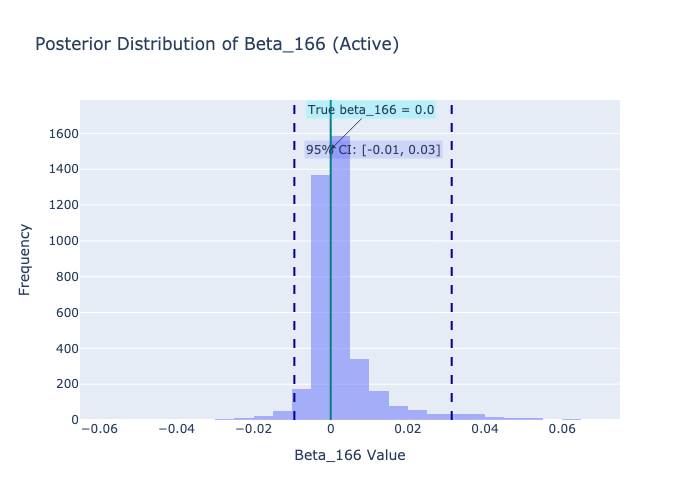 Posterior Distribution of Beta_166 (Active)
True beta_166 = 0.0
95% CI: [-0.01, 0.03]
1600
1400
1200
1000
800
600
400
200
0
Frequency
−0.06 −0.04 −0.02 0 0.02 0.04 0.06
Beta_166 Value